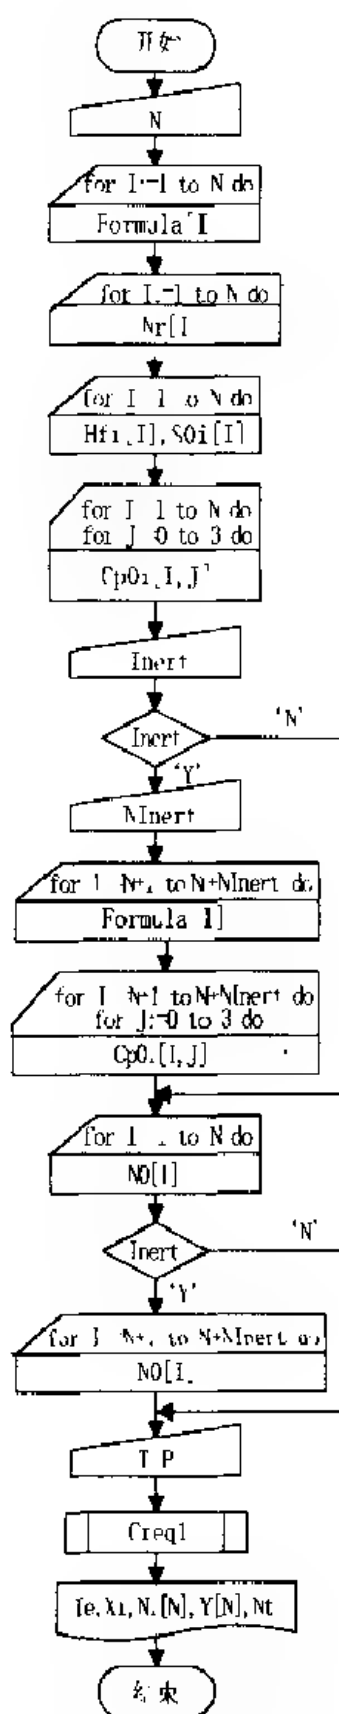 开始
N
for I:=1 to N do
Formula[I
for I:=1 to N do
Nr[I
for I 1 to N do
Hfi[I],S0i[I]
for I 1 to N do
for J:=0 to 3 do
Cp0i[I,J]
Inert
Inert
'N'
'Y'
NInert
for I N+1 to N+NInert do
Formula I]
for I N+1 to N+NInert do
for J:=0 to 3 do
Cp0i[I,J]
for I 1 to N do
N0[I]
Inert
'N'
'Y'
for I N+1 to N+NInert do
N0[I]
T P
Creq1
Te,Xi,Ni[N],Y[N],Nt
结束